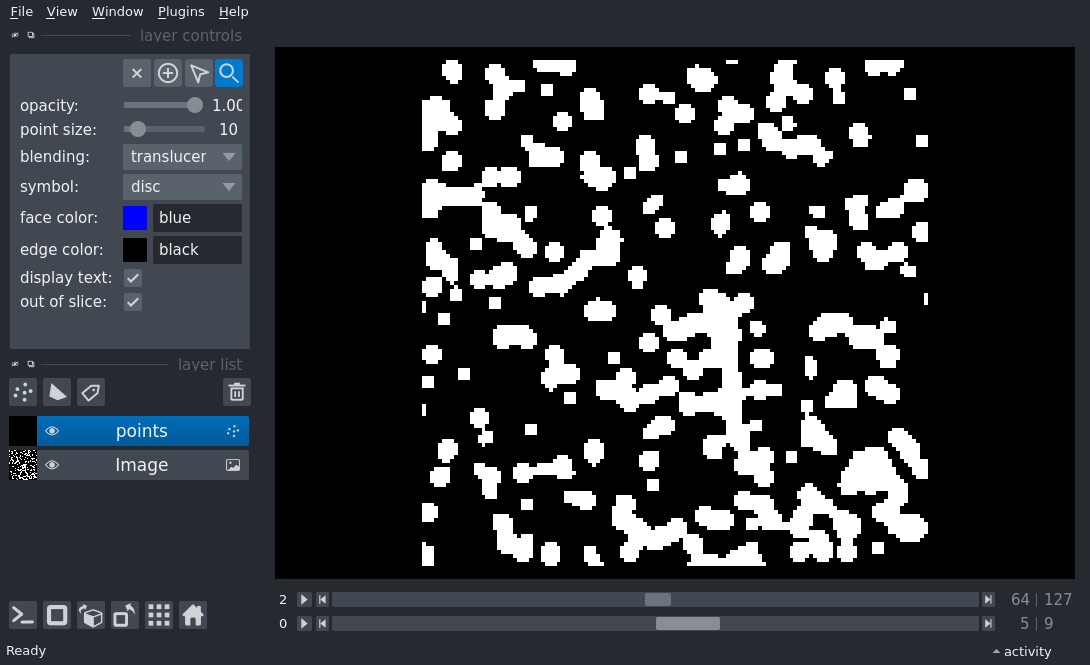 File View Window Plugins Help
layer controls
opacity: 1.00
point size: 10
blending: translucer
symbol: disc
face color: blue
edge color: black
display text:
out of slice:
layer list
points
Image
2 64 | 127
0 5 | 9
Ready activity